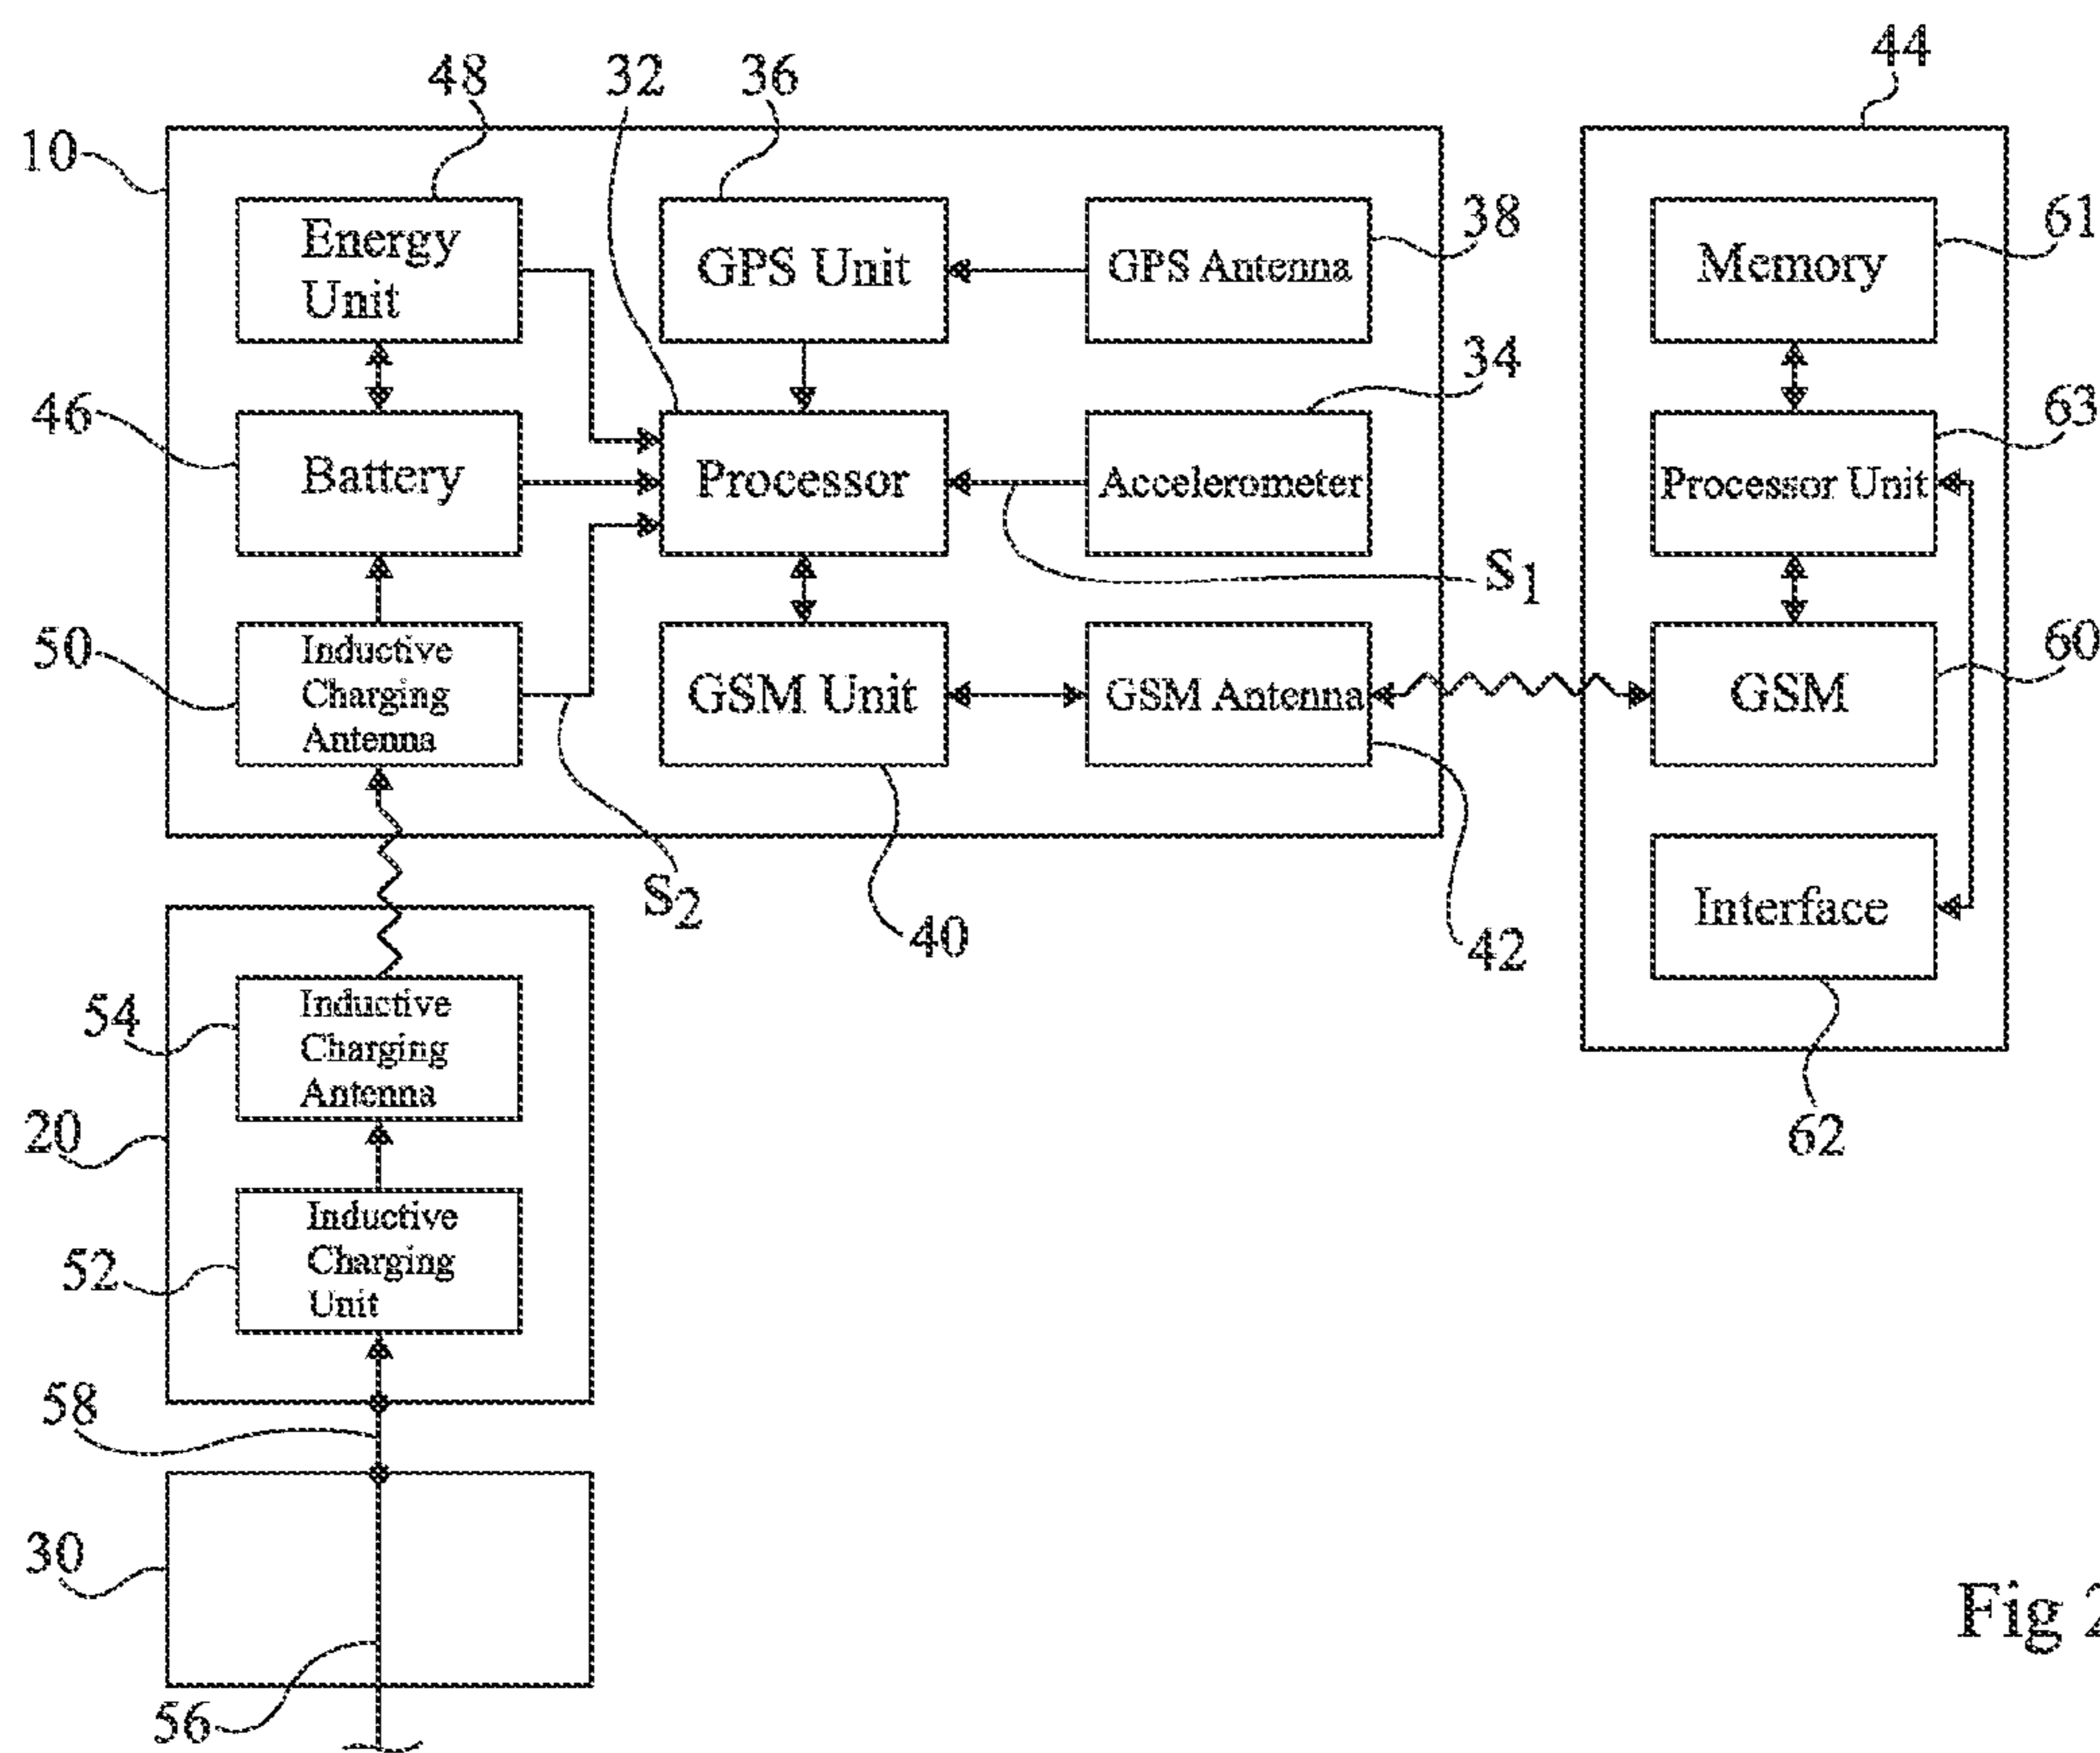 48
32
36
44
10
Energy
Unit
GPS Unit
GPS Antenna
38
Memory
61
34
46
Battery
Processor
Accelerometer
Processor Unit
63
S1
50
Inductive
Charging
Antenna
GSM Unit
GSM Antenna
GSM
60
S2
40
42
Interface
62
54
Inductive
Charging
Antenna
20
52
Inductive
Charging
Unit
58
30
56
Fig 2